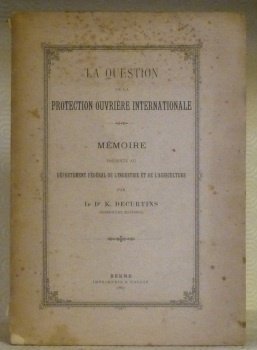 LA QUESTION
DE LA
PROTECTION OUVRIÈRE INTERNATIONALE
MÉMOIRE
PRÉSENTÉ AU
DÉPARTEMENT FÉDÉRAL DE L'INDUSTRIE ET DE L'AGRICULTURE
PAR
le Dr K. DECURTINS
BERNE
IMPRIMERIE